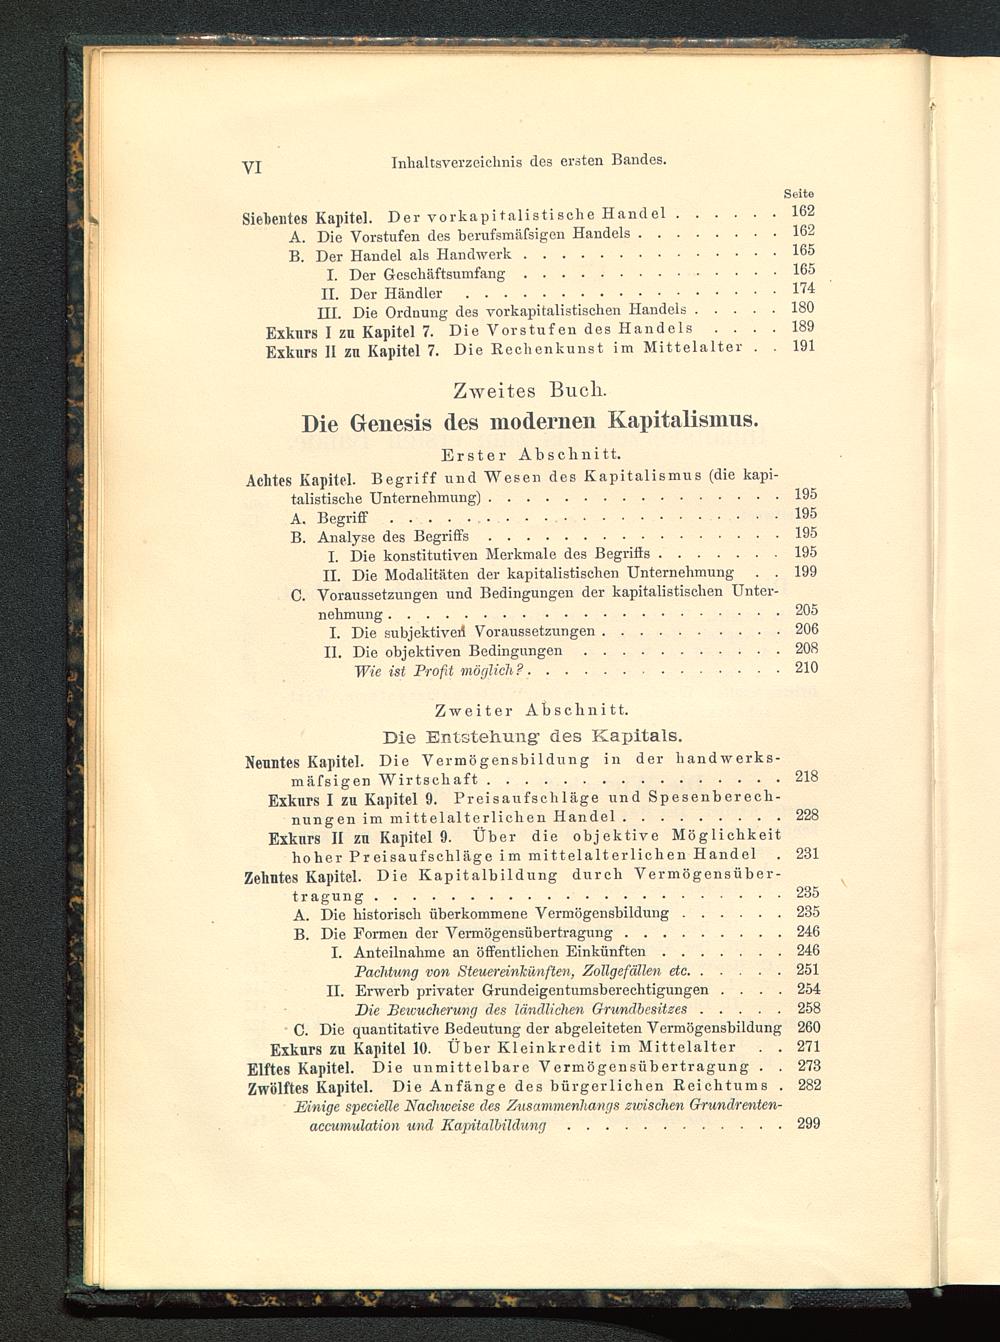 VI
Inhaltsverzeichnis des ersten Bandes.
Seite
Siebentes Kapitel. Der vorkapitalistische Handel . . . . . . 162
A. Die Vorstufen des berufsmäſsigen Handels . . . . . . . . 162
B. Der Handel als Handwerk . . . . . . . . . . . . . . 165
I. Der Geschäftsumfang . . . . . . . . . . . . . . 165
II. Der Händler . . . . . . . . . . . . . . . . . 174
III. Die Ordnung des vorkapitalistischen Handels . . . . . 180
Exkurs I zu Kapitel 7. Die Vorstufen des Handels . . . . 189
Exkurs II zu Kapitel 7. Die Rechenkunst im Mittelalter . . 191
Zweites Buch.
Die Genesis des modernen Kapitalismus.
Erster Abschnitt.
Achtes Kapitel. Begriff und Wesen des Kapitalismus (die kapi-
talistische Unternehmung) . . . . . . . . . . . . . . . . 195
A. Begriff . . . . . . . . . . . . . . . . . . . . . 195
B. Analyse des Begriffs . . . . . . . . . . . . . . . . 195
I. Die konstitutiven Merkmale des Begriffs . . . . . . . 195
II. Die Modalitäten der kapitalistischen Unternehmung . . 199
C. Voraussetzungen und Bedingungen der kapitalistischen Unter-
nehmung . . . . . . . . . . . . . . . . . . . . . 205
I. Die subjektiven Voraussetzungen . . . . . . . . . . 206
II. Die objektiven Bedingungen . . . . . . . . . . . 208
Wie ist Profit möglich? . . . . . . . . . . . . . . 210
Zweiter Abschnitt.
Die Entstehung des Kapitals.
Neuntes Kapitel. Die Vermögensbildung in der handwerks-
mäſsigen Wirtschaft . . . . . . . . . . . . . . . . 218
Exkurs I zu Kapitel 9. Preisaufschläge und Spesenberech-
nungen im mittelalterlichen Handel . . . . . . . . . 228
Exkurs II zu Kapitel 9. Über die objektive Möglichkeit
hoher Preisaufschläge im mittelalterlichen Handel . 231
Zehntes Kapitel. Die Kapitalbildung durch Vermögensüber-
tragung . . . . . . . . . . . . . . . . . . . . . . 235
A. Die historisch überkommene Vermögensbildung . . . . . . 235
B. Die Formen der Vermögensübertragung . . . . . . . . . 246
I. Anteilnahme an öffentlichen Einkünften . . . . . . . 246
Pachtung von Steuereinkünften, Zollgefällen etc. . . . . . 251
II. Erwerb privater Grundeigentumsberechtigungen . . . . 254
Die Bewucherung des ländlichen Grundbesitzes . . . . . 258
C. Die quantitative Bedeutung der abgeleiteten Vermögensbildung 260
Exkurs zu Kapitel 10. Über Kleinkredit im Mittelalter . . 271
Elftes Kapitel. Die unmittelbare Vermögensübertragung . . 273
Zwölftes Kapitel. Die Anfänge des bürgerlichen Reichtums . 282
Einige specielle Nachweise des Zusammenhangs zwischen Grundrenten-
accumulation und Kapitalbildung . . . . . . . . . . . . 299